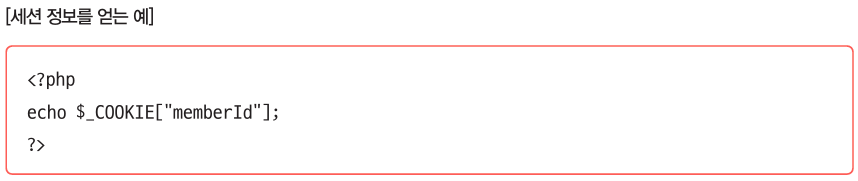 [세션 정보를 얻는 예]
<?php
echo $_COOKIE["memberId"];
?>